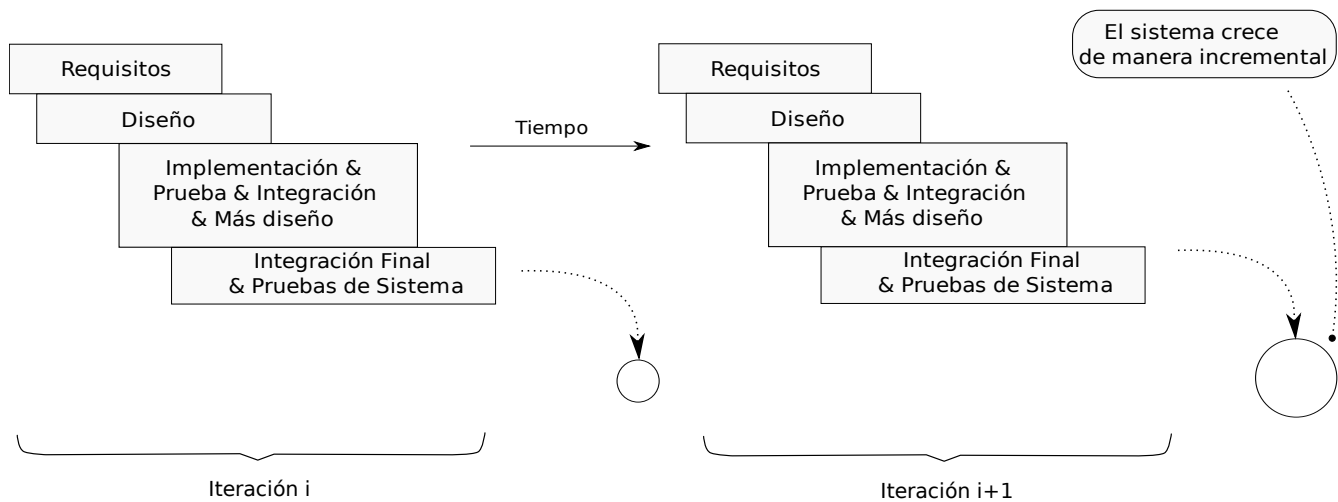 Requisitos
Diseño
Implementación &
Prueba & Integración
& Más diseño
Integración Final
& Pruebas de Sistema
Iteración i
Tiempo
Requisitos
Diseño
Implementación &
Prueba & Integración
& Más diseño
Integración Final
& Pruebas de Sistema
Iteración i+1
El sistema crece
de manera incremental